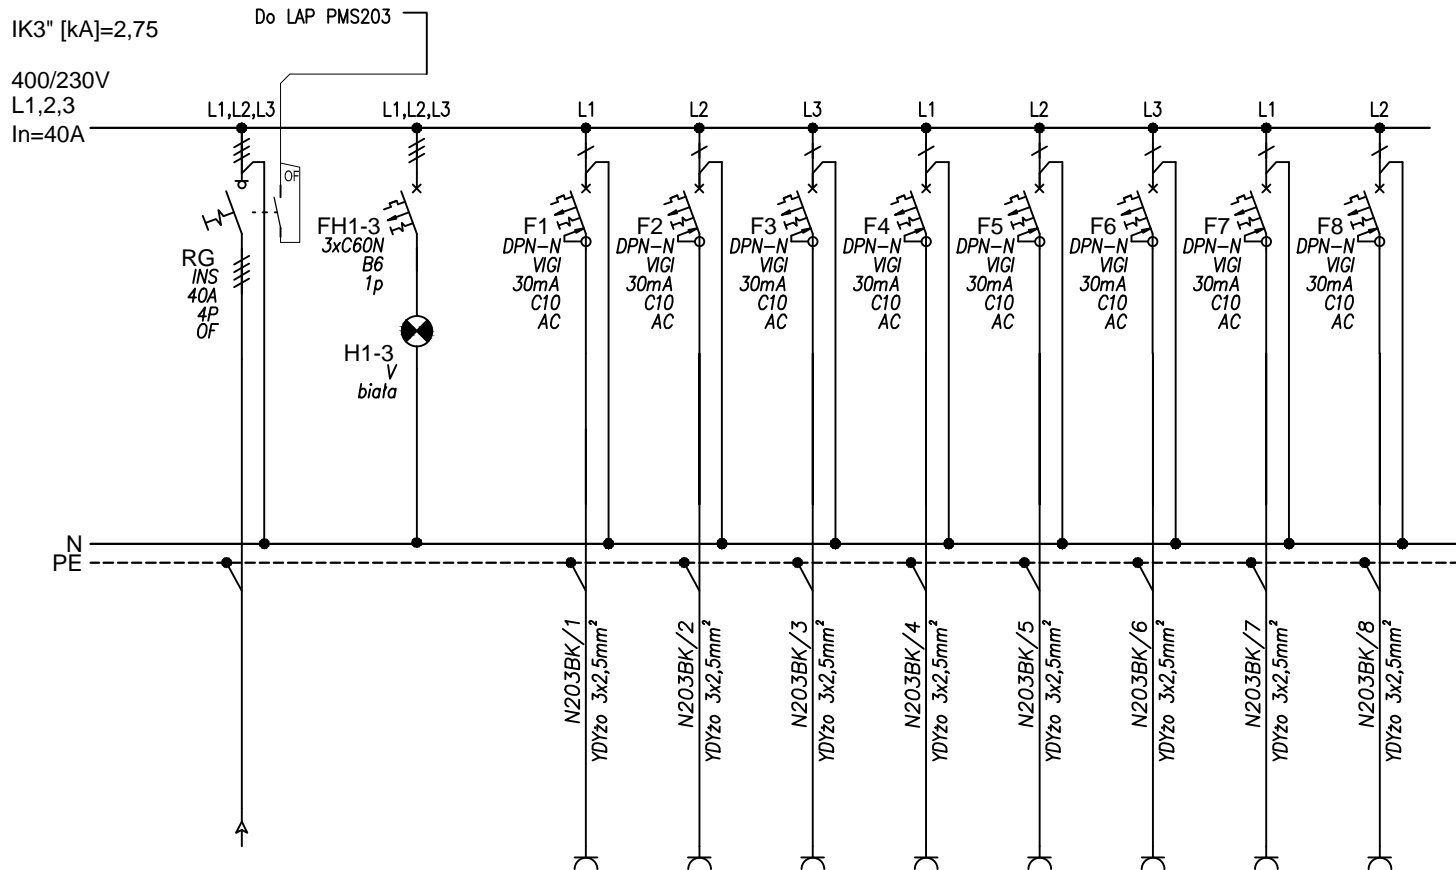 IK3" [kA]=2,75
Do LAP PMS203
400/230V
L1,2,3
In=40A
L1,L2,L3
L1,L2,L3
L1
L2
L3
L1
L2
L3
L1
L2
OF
RG
INS
40A
4P
OF
FH1-3
3xC60N
B6
1p
H1-3
V
biała
F1
DPN-N
VIGI
30mA
C10
AC
F2
DPN-N
VIGI
30mA
C10
AC
F3
DPN-N
VIGI
30mA
C10
AC
F4
DPN-N
VIGI
30mA
C10
AC
F5
DPN-N
VIGI
30mA
C10
AC
F6
DPN-N
VIGI
30mA
C10
AC
F7
DPN-N
VIGI
30mA
C10
AC
F8
DPN-N
VIGI
30mA
C10
AC
N
PE
N203BK/1
YDYżo 3x2,5mm²
N203BK/2
YDYżo 3x2,5mm²
N203BK/3
YDYżo 3x2,5mm²
N203BK/4
YDYżo 3x2,5mm²
N203BK/5
YDYżo 3x2,5mm²
N203BK/6
YDYżo 3x2,5mm²
N203BK/7
YDYżo 3x2,5mm²
N203BK/8
YDYżo 3x2,5mm²